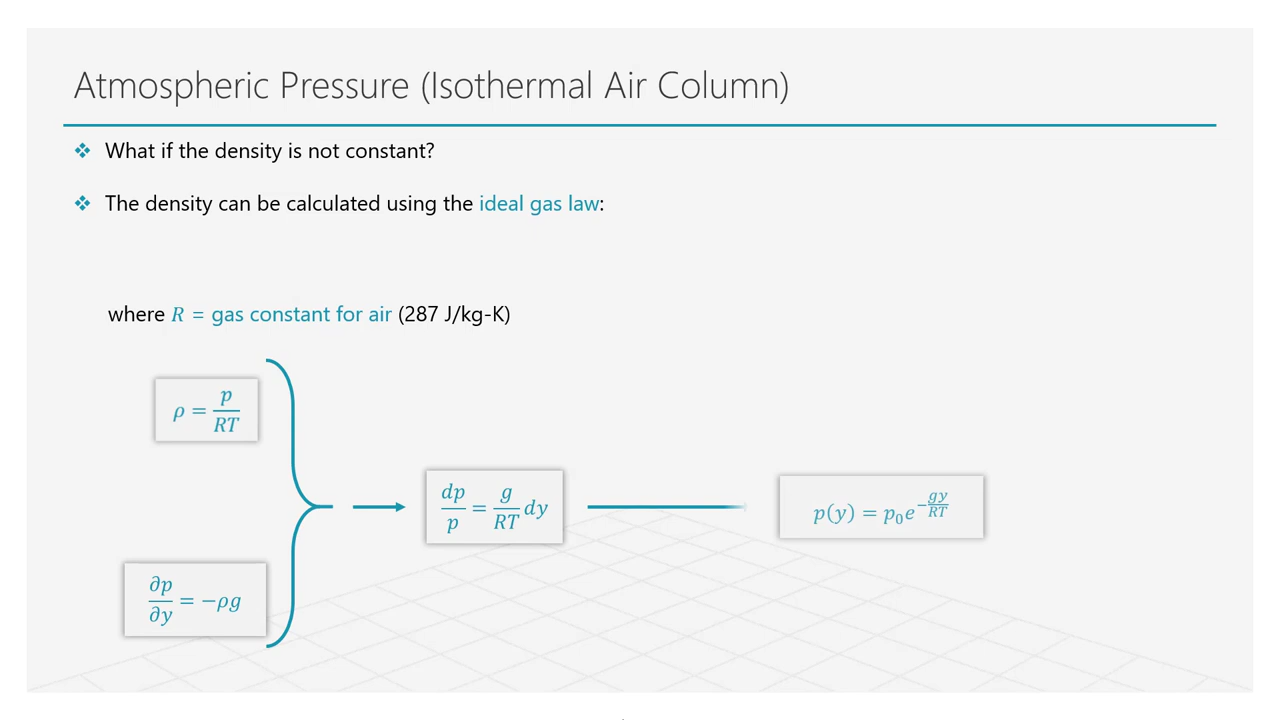 Atmospheric Pressure (Isothermal Air Column)
❖ What if the density is not constant?
❖ The density can be calculated using the ideal gas law:
where R = gas constant for air (287 J/kg-K)
ρ = p/RT
dp/p = g/RT dy
p(y) = p₀e^(−gy/RT)
∂p/∂y = −ρg